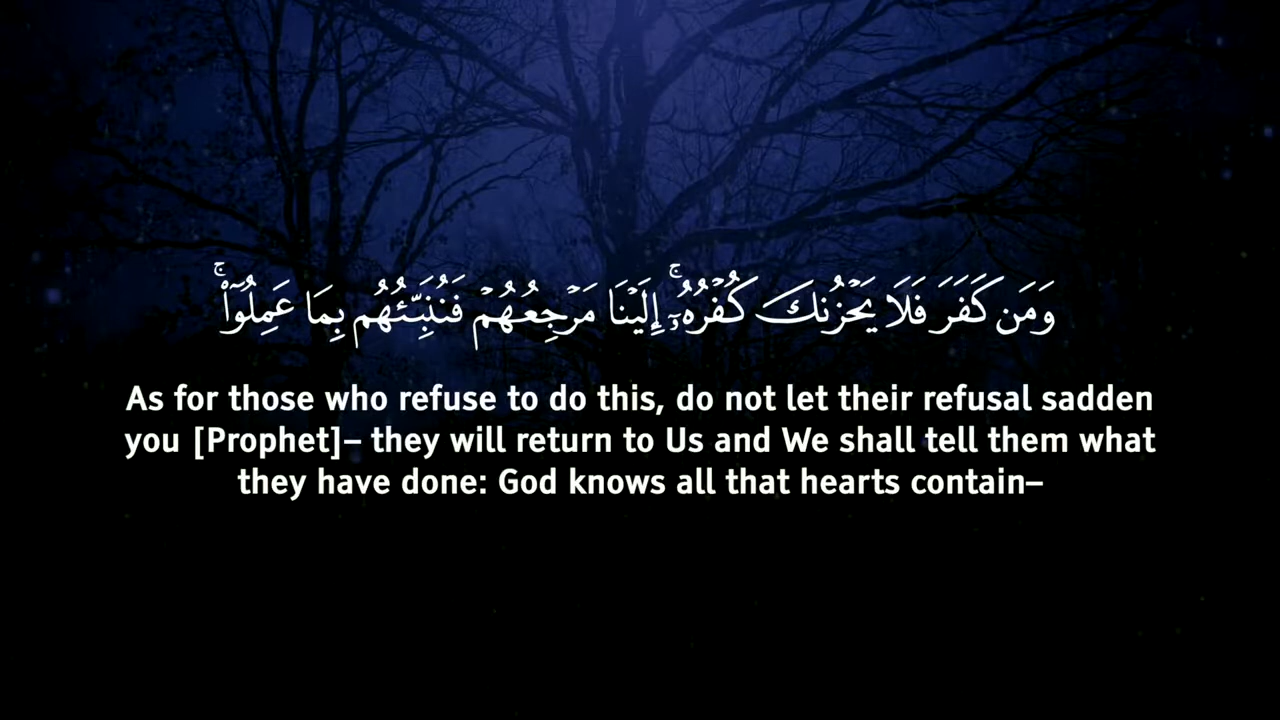 وَمَن كَفَرَ فَلَا يَحۡزُنكَ كُفۡرُهُۥٓۚ إِلَيۡنَا مَرۡجِعُهُمۡ فَنُنَبِّئُهُم بِمَا عَمِلُوٓاْۚ
As for those who refuse to do this, do not let their refusal sadden
you [Prophet]– they will return to Us and We shall tell them what
they have done: God knows all that hearts contain–